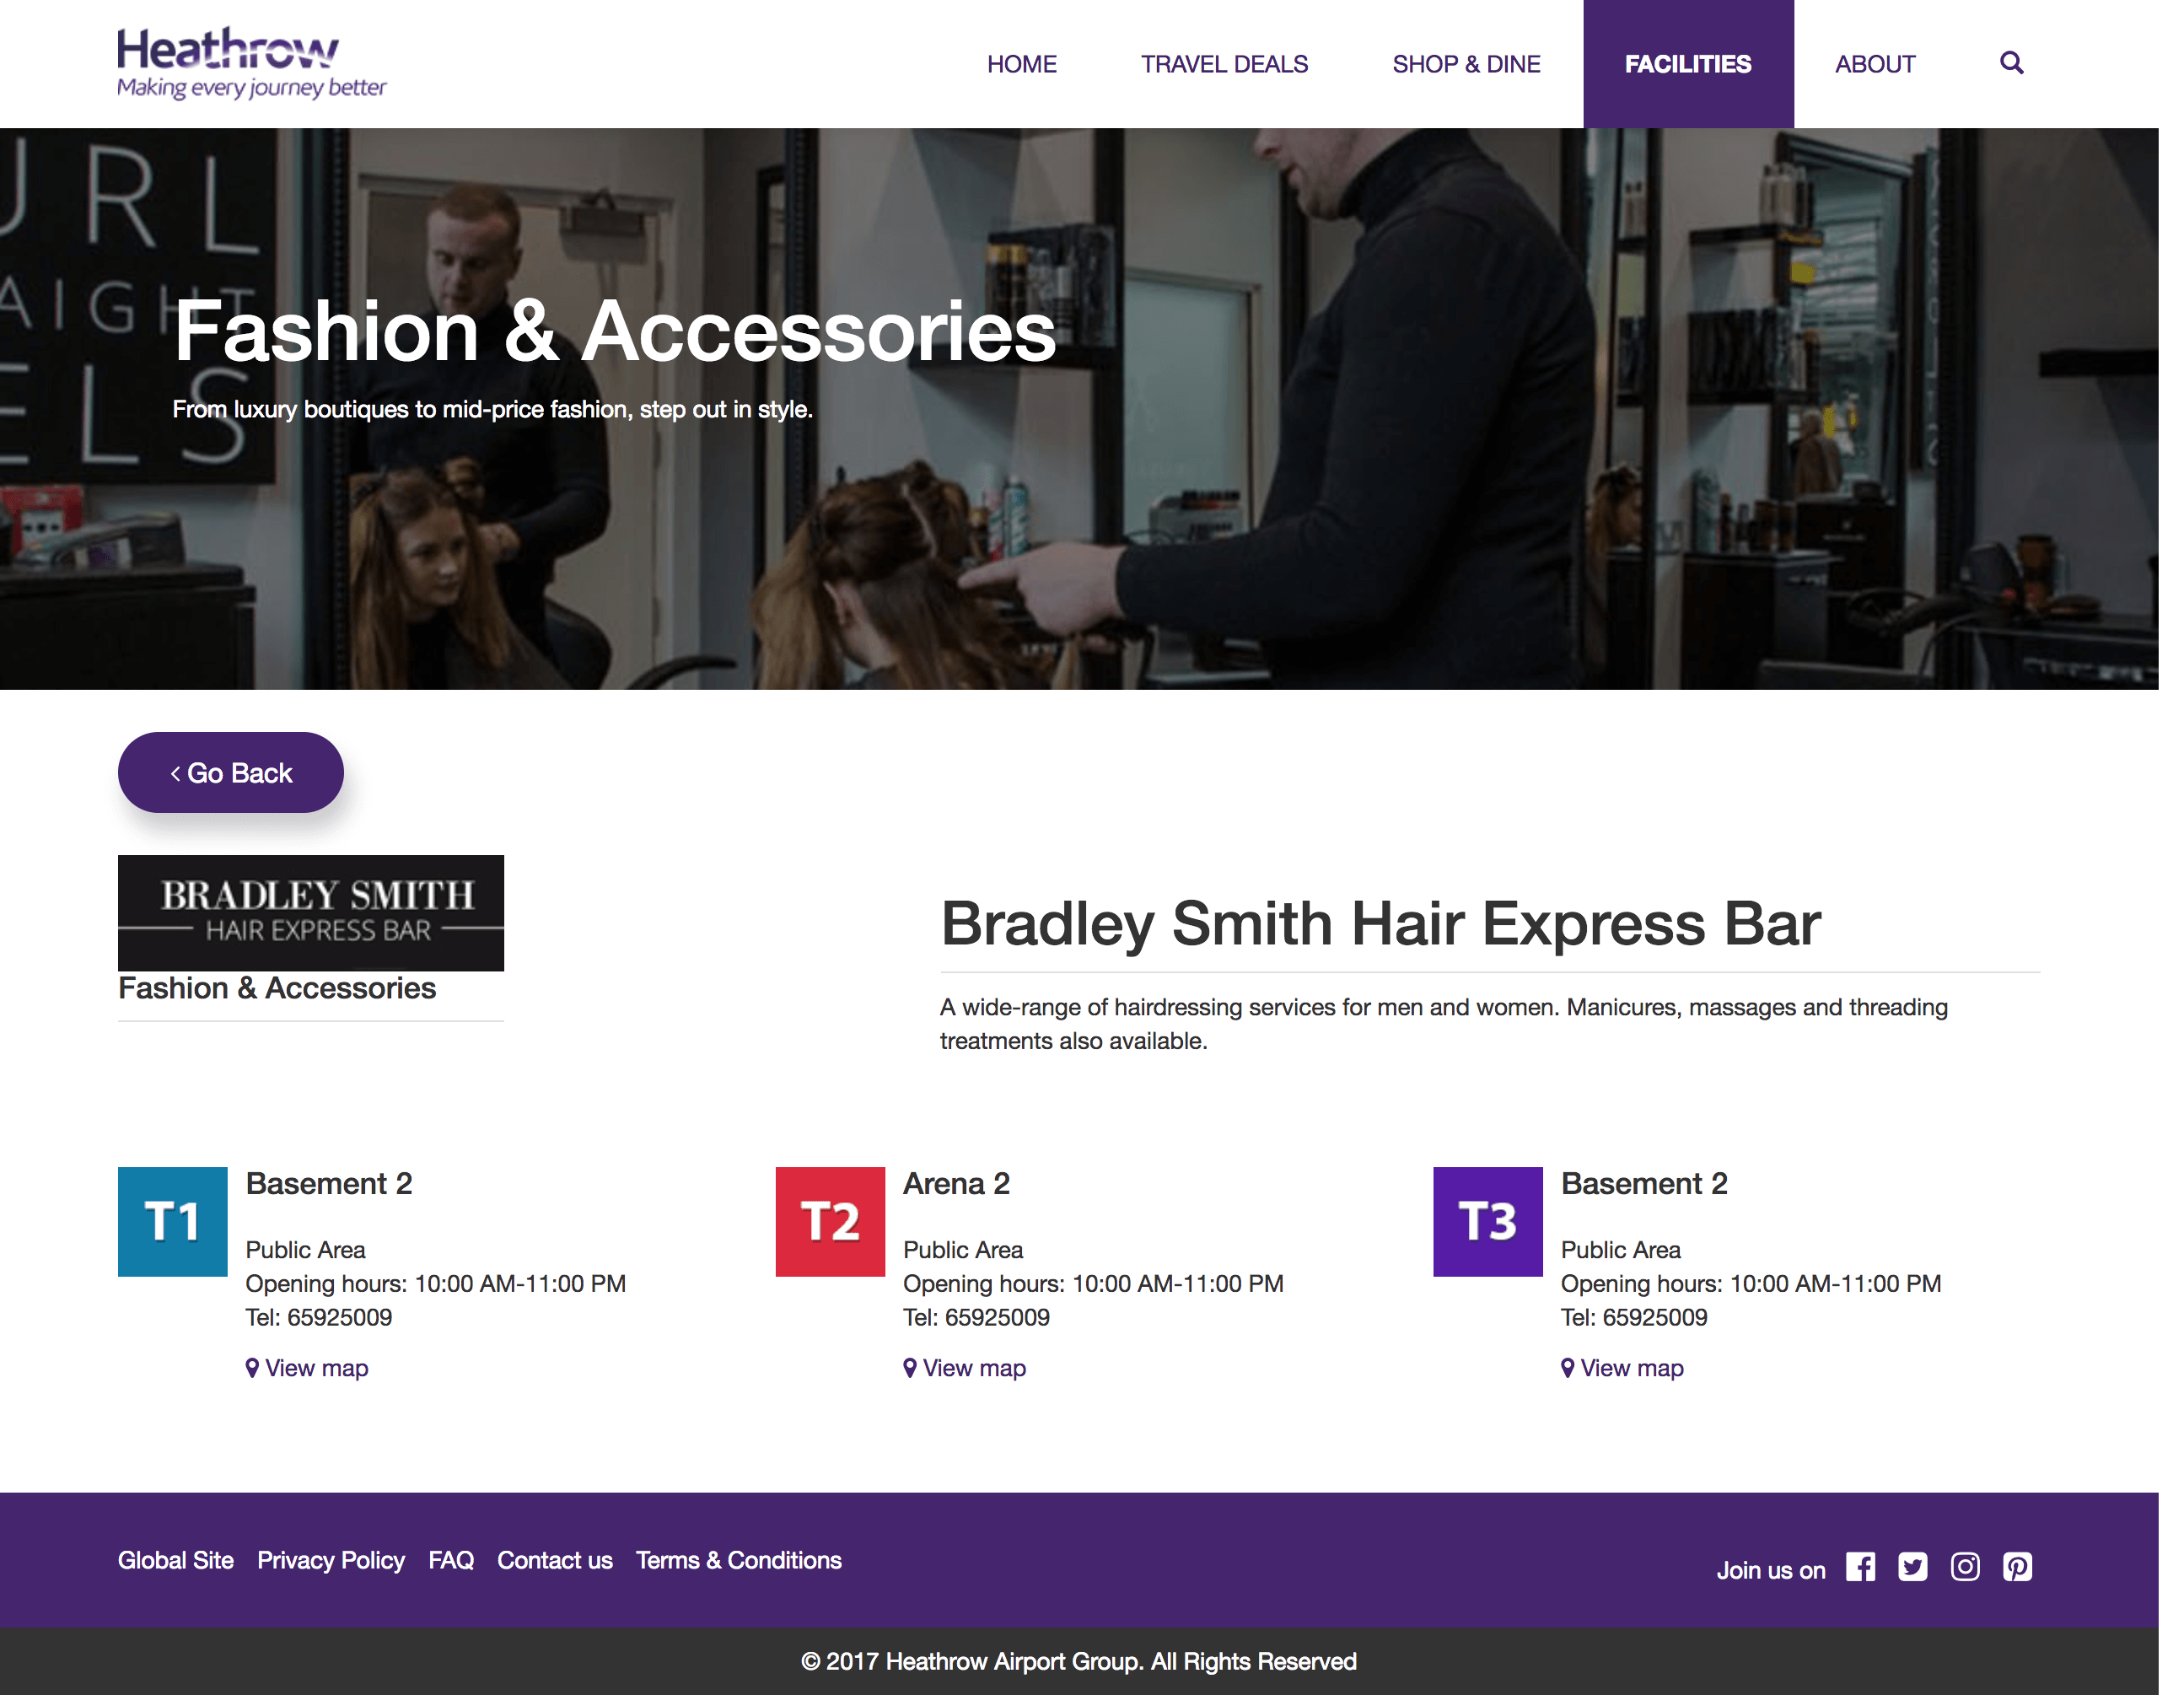 Heathrow
Making every journey better
HOME
TRAVEL DEALS
SHOP & DINE
FACILITIES
ABOUT
URL
AIGHT
ELS
Fashion & Accessories
From luxury boutiques to mid-price fashion, step out in style.
Go Back
BRADLEY SMITH
HAIR EXPRESS BAR
Fashion & Accessories
Bradley Smith Hair Express Bar
A wide-range of hairdressing services for men and women. Manicures, massages and threading
treatments also available.
T1
Basement 2
Public Area
Opening hours: 10:00 AM-11:00 PM
Tel: 65925009
View map
T2
Arena 2
Public Area
Opening hours: 10:00 AM-11:00 PM
Tel: 65925009
View map
T3
Basement 2
Public Area
Opening hours: 10:00 AM-11:00 PM
Tel: 65925009
View map
Global Site
Privacy Policy
FAQ
Contact us
Terms & Conditions
Join us on
© 2017 Heathrow Airport Group. All Rights Reserved